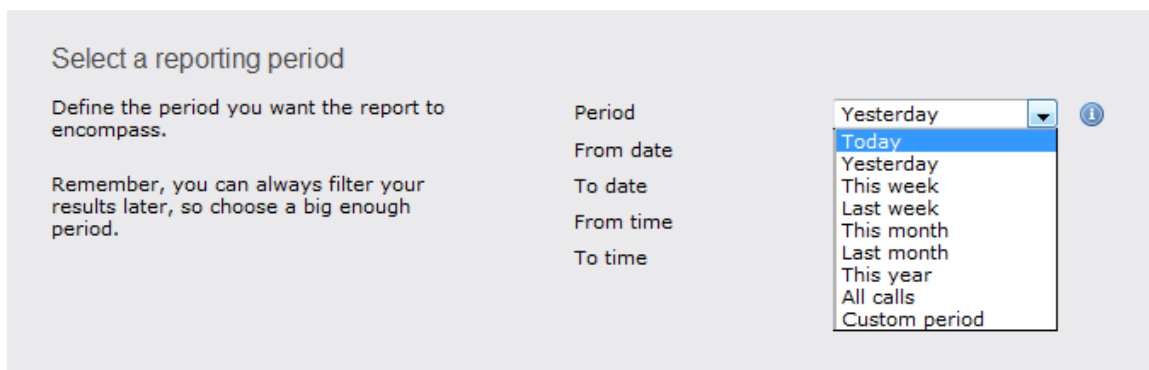 Select a reporting period
Define the period you want the report to
encompass.
Remember, you can always filter your
results later, so choose a big enough
period.
Period
Yesterday
From date
To date
From time
To time
Today
Yesterday
This week
Last week
This month
Last month
This year
All calls
Custom period